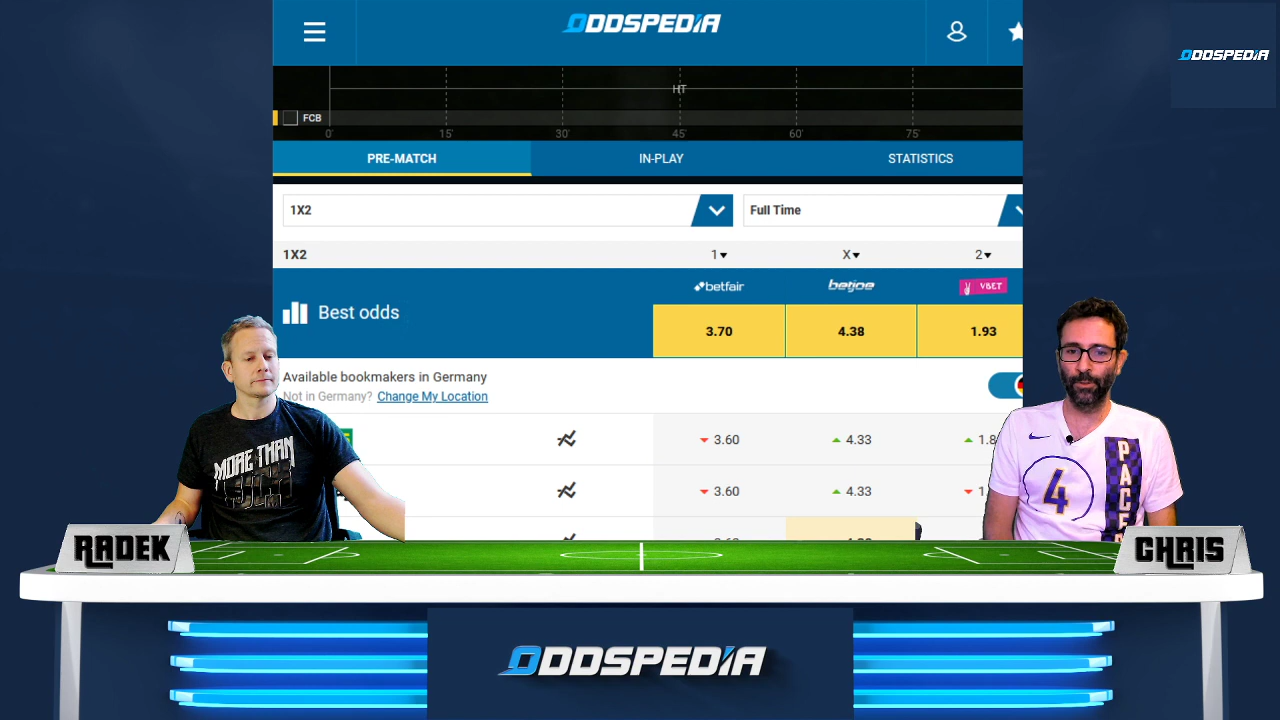 ODDSPEDIA
ODDSPEDIA
HT
FCB
0' 15' 30' 45' 60' 75'
PRE-MATCH IN-PLAY STATISTICS
1X2 Full Time
1X2 1 X 2
betfair betjoe VBET
Best odds
3.70 4.38 1.93
Available bookmakers in Germany
Not in Germany? Change My Location
3.60 4.33 1.8
3.60 4.33 1.
MORE THAN
4
PACE
RADEK
CHRIS
ODDSPEDIA